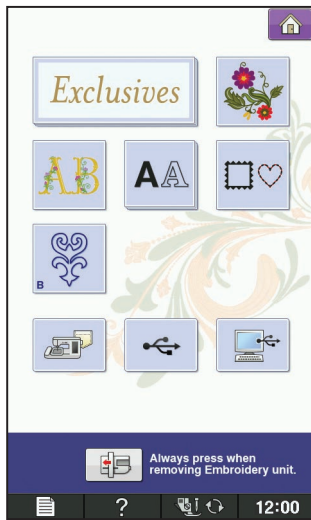 Exclusives
AB
AA
B
Always press when
removing Embroidery unit.
?
12:00